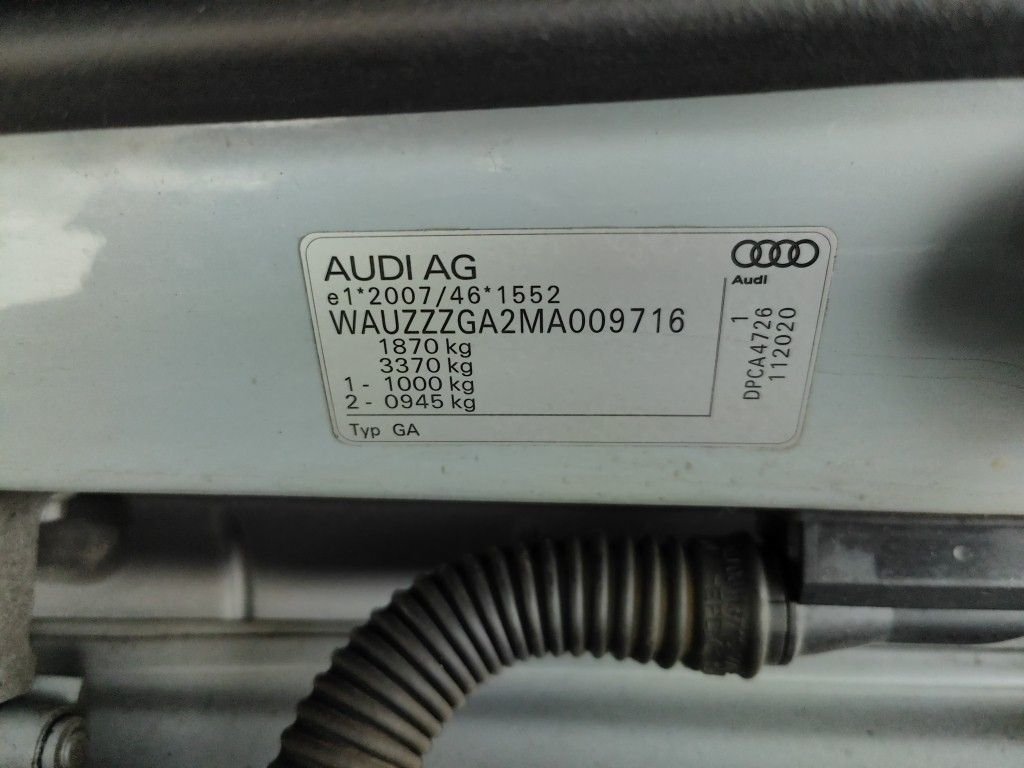 AUDI AG
e1*2007/46*1552
WAUZZZGA2MA009716
1870 kg
3370 kg
1 - 1000 kg
2 - 0945 kg
Typ GA
Audi
1
DPCA4726
112020